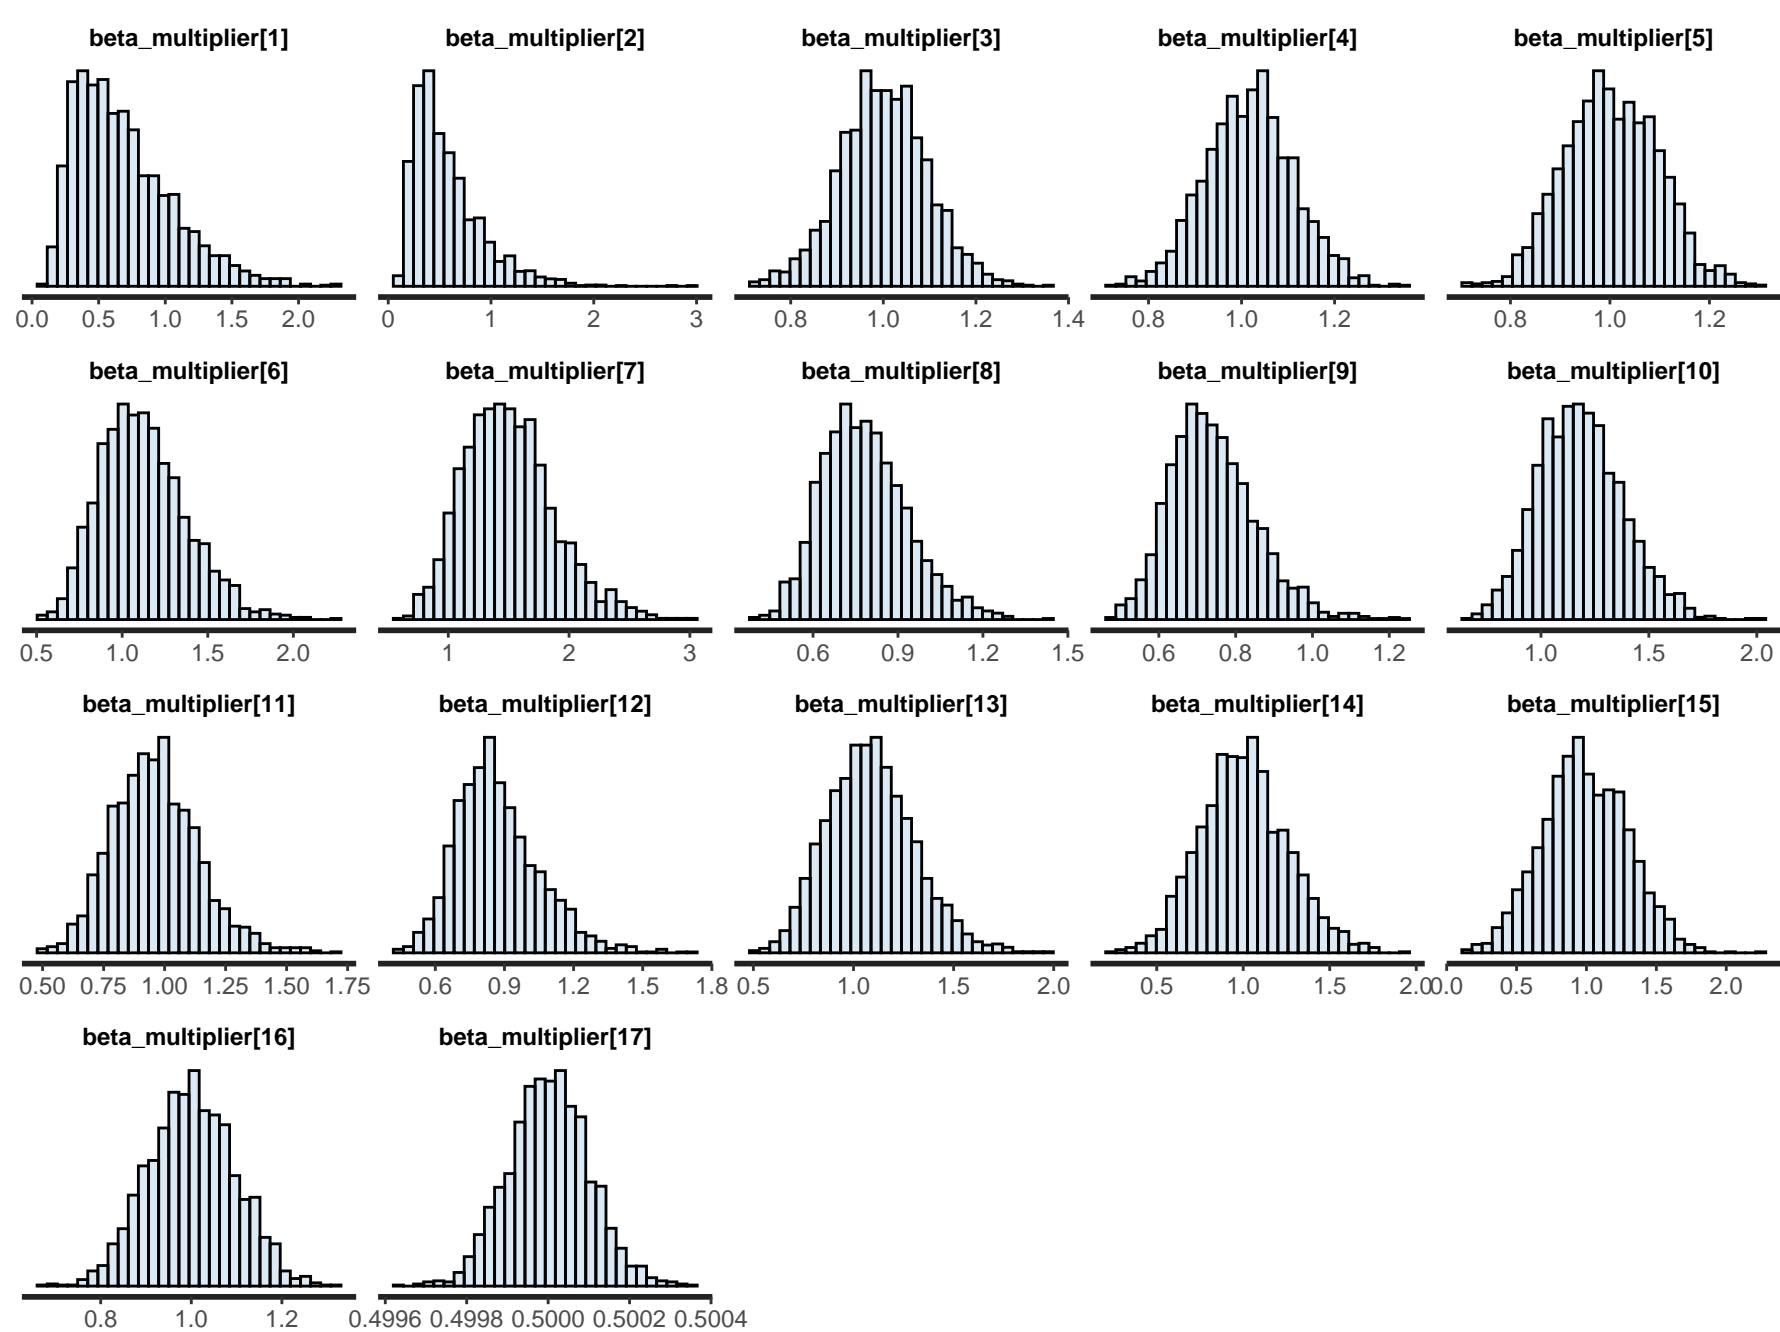 beta_multiplier[1] beta_multiplier[2] beta_multiplier[3] beta_multiplier[4] beta_multiplier[5]
0.0 0.5 1.0 1.5 2.0 0 1 2 3 0.8 1.0 1.2 1.4 0.8 1.0 1.2 0.8 1.0 1.2
beta_multiplier[6] beta_multiplier[7] beta_multiplier[8] beta_multiplier[9] beta_multiplier[10]
0.5 1.0 1.5 2.0 1 2 3 0.6 0.9 1.2 1.5 0.6 0.8 1.0 1.2 1.0 1.5 2.0
beta_multiplier[11] beta_multiplier[12] beta_multiplier[13] beta_multiplier[14] beta_multiplier[15]
0.50 0.75 1.00 1.25 1.50 1.75 0.6 0.9 1.2 1.5 1.8 0.5 1.0 1.5 2.0 0.5 1.0 1.5 2.0 0.0 0.5 1.0 1.5 2.0
beta_multiplier[16] beta_multiplier[17]
0.8 1.0 1.2 0.4996 0.4998 0.5000 0.5002 0.5004